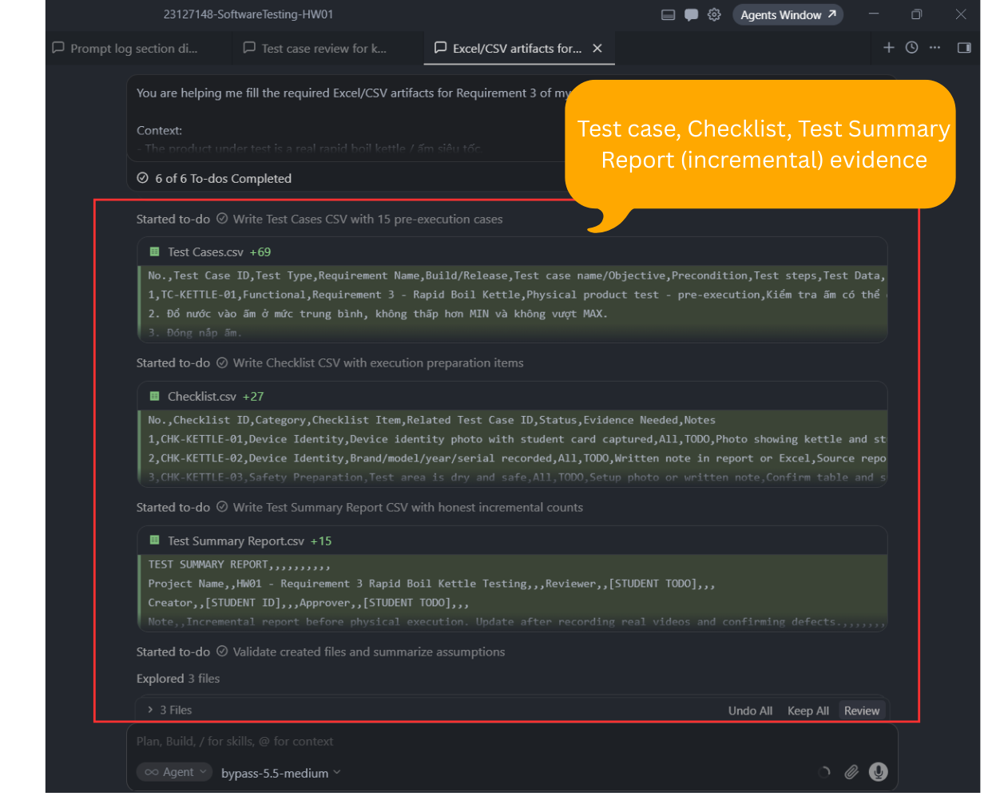 23127148-SoftwareTesting-HW01
Agents Window
Prompt log section di...
Test case review for k...
Excel/CSV artifacts for...
You are helping me fill the required Excel/CSV artifacts for Requirement 3 of my
Context:
- The product under test is a real rapid boil kettle / ấm siêu tốc.
6 of 6 To-dos Completed
Test case, Checklist, Test Summary
Report (incremental) evidence
Started to-do Write Test Cases CSV with 15 pre-execution cases
Test Cases.csv +69
No.,Test Case ID,Test Type,Requirement Name,Build/Release,Test case name/Objective,Precondition,Test steps,Test Data,
1,TC-KETTLE-01,Functional,Requirement 3 - Rapid Boil Kettle,Physical product test - pre-execution,Kiểm tra ấm có thể
2. Đổ nước vào ấm ở mức trung bình, không thấp hơn MIN và không vượt MAX.
3. Đóng nắp ấm.
Started to-do Write Checklist CSV with execution preparation items
Checklist.csv +27
No.,Checklist ID,Category,Checklist Item,Related Test Case ID,Status,Evidence Needed,Notes
1,CHK-KETTLE-01,Device Identity,Device identity photo with student card captured,All,TODO,Photo showing kettle and st
2,CHK-KETTLE-02,Device Identity,Brand/model/year/serial recorded,All,TODO,Written note in report or Excel,Source repo
3,CHK-KETTLE-03,Safety Preparation,Test area is dry and safe,All,TODO,Setup photo or written note,Confirm table and s
Started to-do Write Test Summary Report CSV with honest incremental counts
Test Summary Report.csv +15
TEST SUMMARY REPORT,,,,,,,,,,
Project Name,,HW01 - Requirement 3 Rapid Boil Kettle Testing,,,Reviewer,,[STUDENT TODO],,,
Creator,,[STUDENT ID],,,Approver,,[STUDENT TODO],,,
Note,,Incremental report before physical execution. Update after recording real videos and confirming defects.,,,,,,,
Started to-do Validate created files and summarize assumptions
Explored 3 files
3 Files
Undo All Keep All Review
Plan, Build, / for skills, @ for context
Agent bypass-5.5-medium